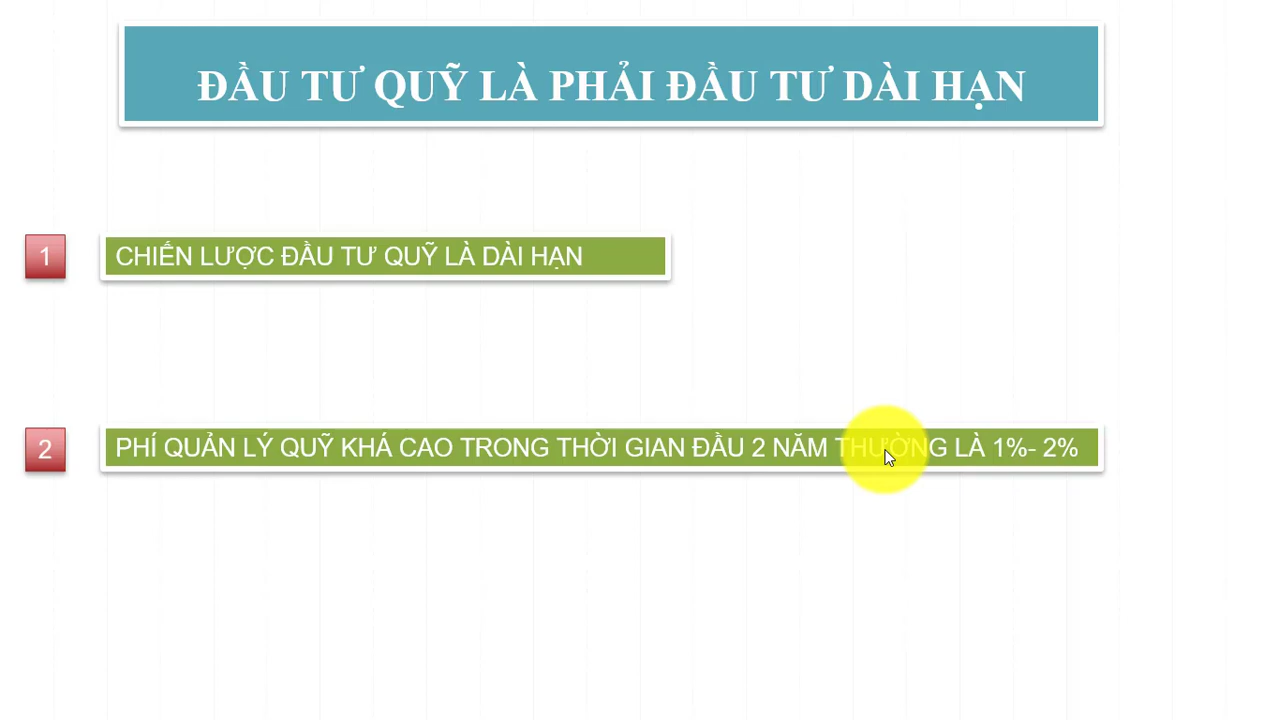 ĐẦU TƯ QUỸ LÀ PHẢI ĐẦU TƯ DÀI HẠN
1
CHIẾN LƯỢC ĐẦU TƯ QUỸ LÀ DÀI HẠN
2
PHÍ QUẢN LÝ QUỸ KHÁ CAO TRONG THỜI GIAN ĐẦU 2 NĂM THƯỜNG LÀ 1%- 2%